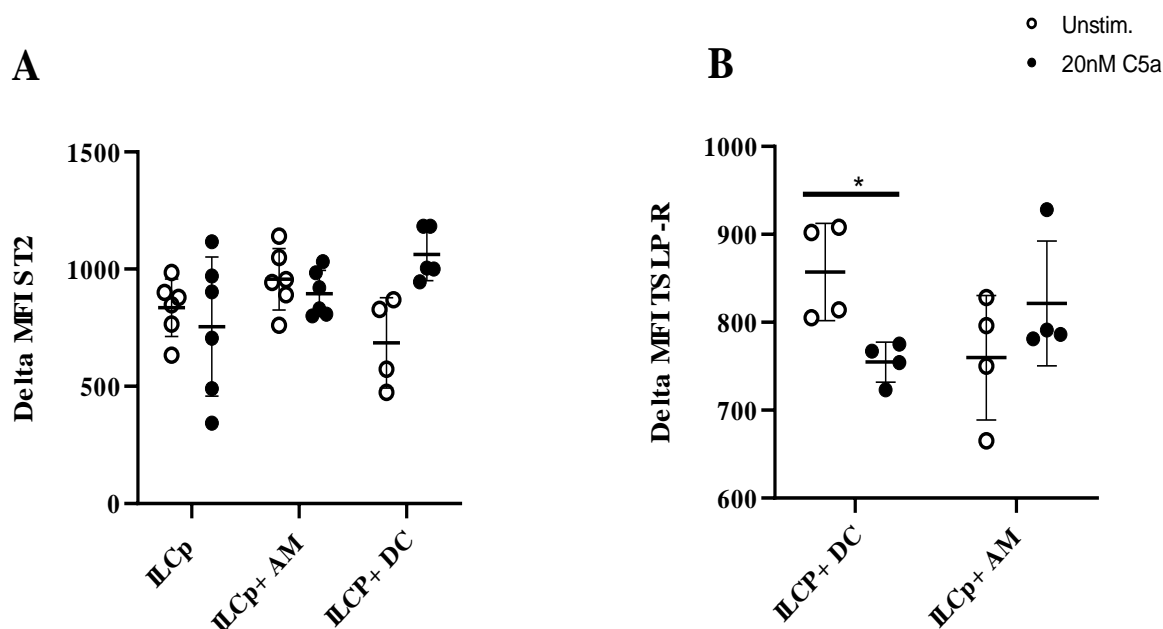 Unstim.
20nM C5a
A
B
Delta MFI ST2
1500
1000
500
0
ILCp
ILCp+ AM
ILCP+ DC
Delta MFI TSLP-R
1000
900
800
700
600
*
ILCP+ DC
ILCp+ AM